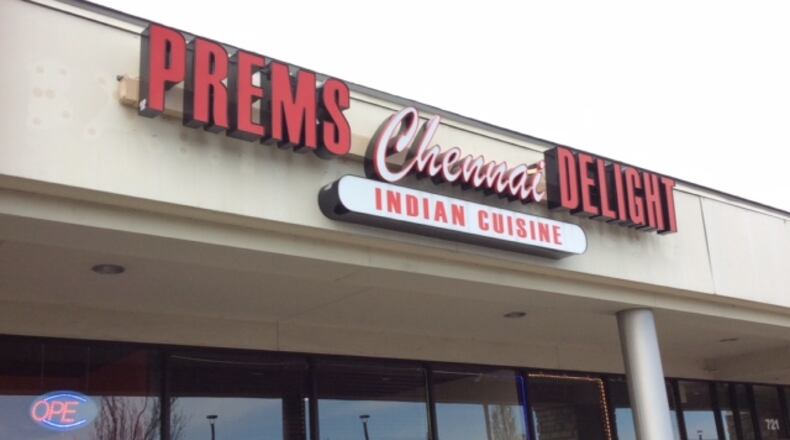 PREMS Chennai DELIGHT
INDIAN CUISINE
OPE
721